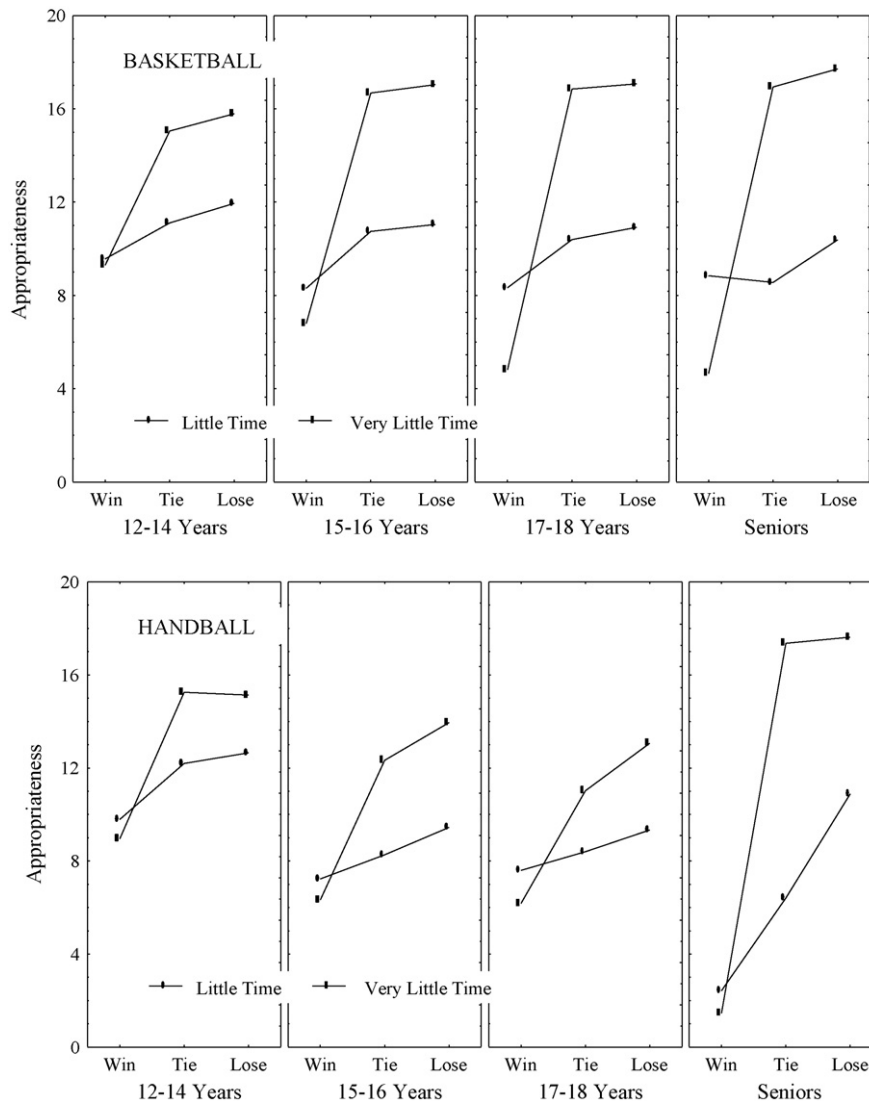 20
BASKETBALL
16
12
Appropriateness
8
4
Little Time Very Little Time
0
Win Tie Lose Win Tie Lose Win Tie Lose Win Tie Lose
12-14 Years 15-16 Years 17-18 Years Seniors
20
HANDBALL
16
12
Appropriateness
8
4
Little Time Very Little Time
0
Win Tie Lose Win Tie Lose Win Tie Lose Win Tie Lose
12-14 Years 15-16 Years 17-18 Years Seniors